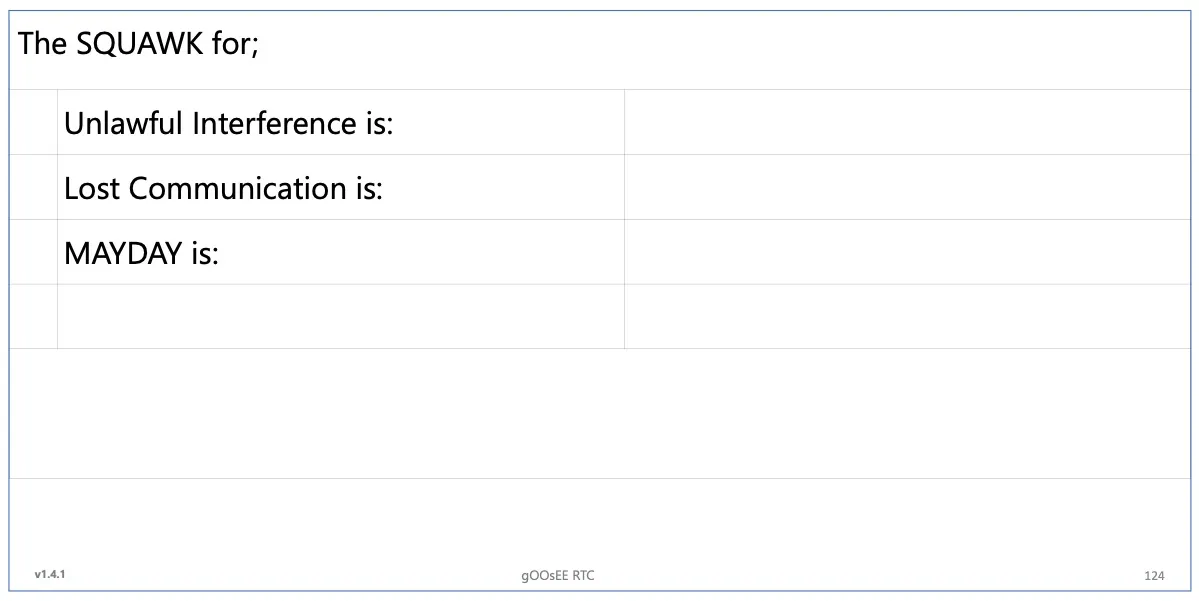 The SQUAWK for;
Unlawful Interference is:
Lost Communication is:
MAYDAY is:
v1.4.1
gOOsEE RTC
124